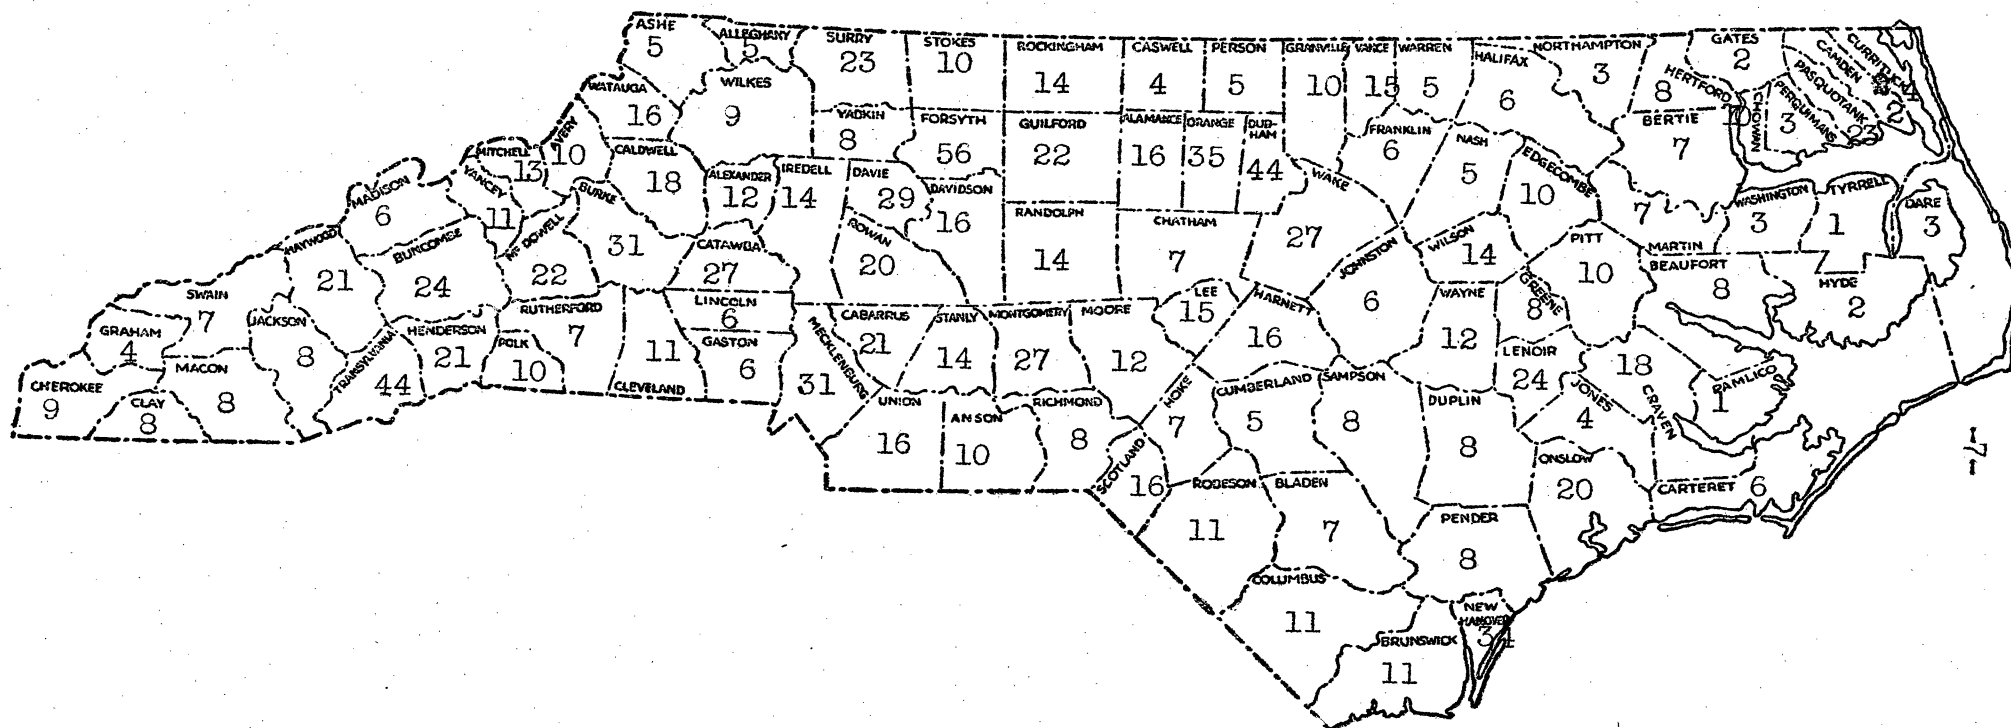 ASHE
5
ALLEGHANY
5
SURRY
23
STOKES
10
ROCKINGHAM
14
CASWELL
4
PERSON
5
GRANVILLE
10
VANCE
15
WARREN
5
HALIFAX
6
NORTHAMPTON
3
HERTFORD
8
GATES
2
CURRITUCK
4
CAMDEN
2
PASQUOTANK
23
PERQUIMANS
3
CHOWAN
10
WATAUGA
16
WILKES
9
YADKIN
8
FORSYTH
56
GUILFORD
22
ALAMANCE
16
ORANGE
35
DUR-
HAM
44
FRANKLIN
6
NASH
5
EDGECOMBE
10
BERTIE
7
MITCHELL
13
AVERY
10
CALDWELL
18
ALEXANDER
12
IREDELL
14
DAVIE
29
DAVIDSON
16
RANDOLPH
14
CHATHAM
7
WAKE
27
JOHNSTON
6
WILSON
14
PITT
10
MARTIN
7
WASHINGTON
3
TYRRELL
1
DARE
3
MADISON
6
YANCEY
11
McDOWELL
22
BURKE
31
CATAWBA
27
ROWAN
20
HAYWOOD
21
BUNCOMBE
24
SWAIN
7
GRAHAM
4
JACKSON
8
MACON
8
CHEROKEE
9
CLAY
8
TRANSYLVANIA
44
HENDERSON
21
POLK
10
RUTHERFORD
7
CLEVELAND
11
LINCOLN
6
GASTON
6
MECKLENBURG
31
CABARRUS
21
STANLY
14
MONTGOMERY
27
MOORE
12
LEE
15
HARNETT
16
WAYNE
12
GREENE
8
LENOIR
24
BEAUFORT
8
HYDE
2
CRAVEN
18
PAMLICO
1
JONES
4
UNION
16
ANSON
10
RICHMOND
8
SCOTLAND
16
HOKE
7
CUMBERLAND
5
SAMPSON
8
DUPLIN
8
ONSLOW
20
CARTERET
6
ROBESON
11
BLADEN
7
PENDER
8
COLUMBUS
11
BRUNSWICK
11
NEW
HANOVER
34
-7-